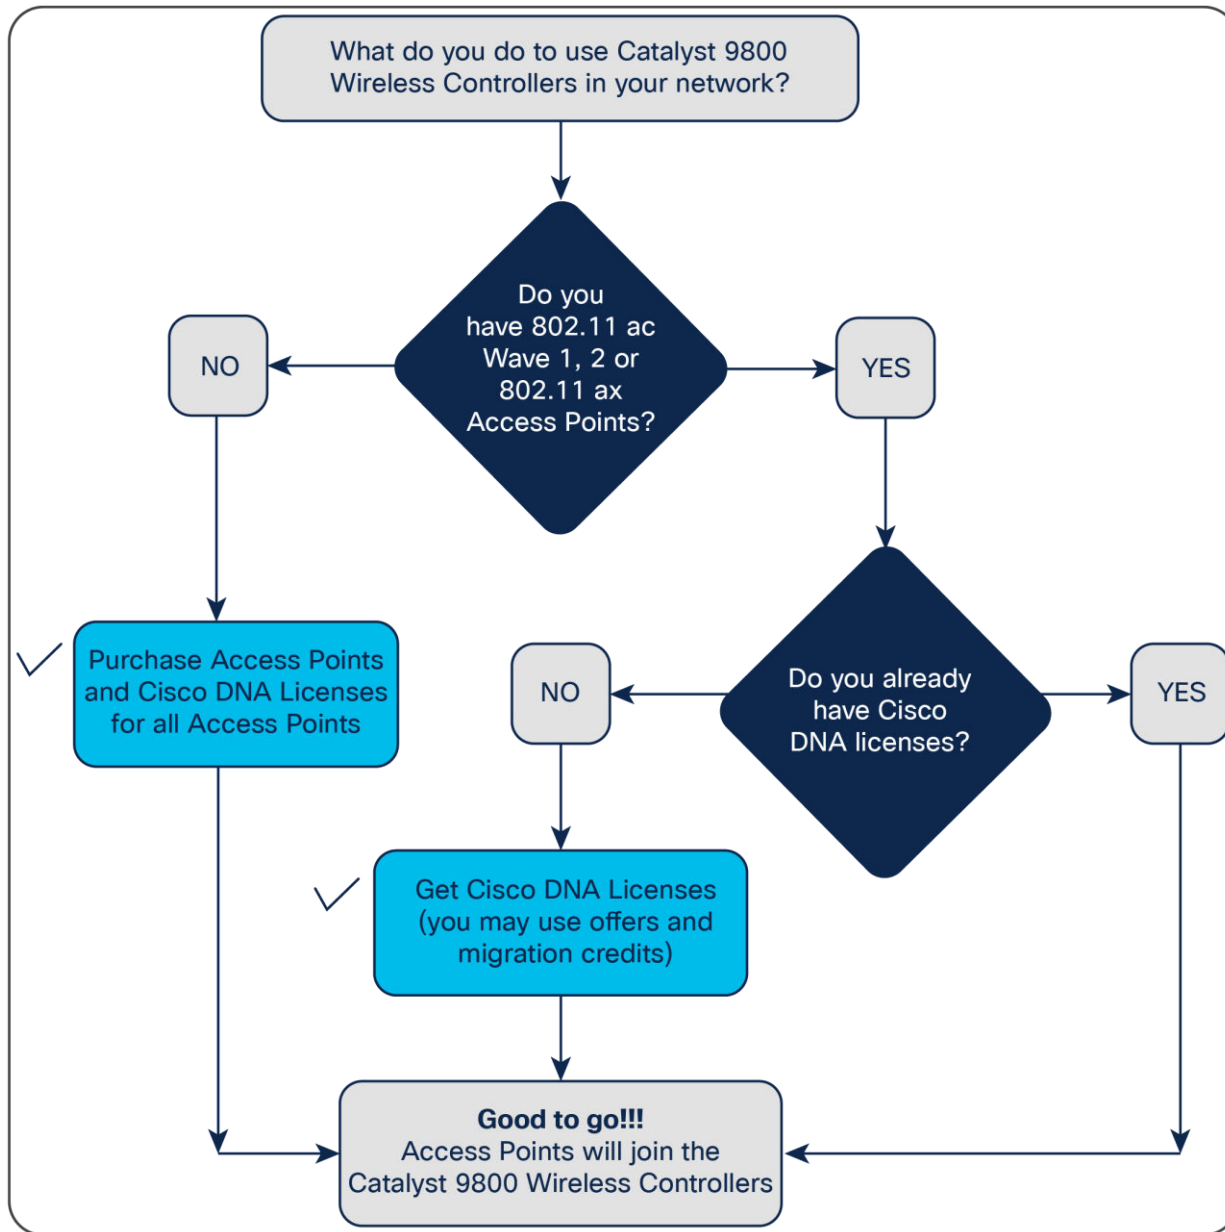 What do you do to use Catalyst 9800
Wireless Controllers in your network?
Do you
have 802.11 ac
Wave 1, 2 or
802.11 ax
Access Points?
NO
YES
Purchase Access Points
and Cisco DNA Licenses
for all Access Points
NO
Do you already
have Cisco
DNA licenses?
YES
Get Cisco DNA Licenses
(you may use offers and
migration credits)
Good to go!!!
Access Points will join the
Catalyst 9800 Wireless Controllers